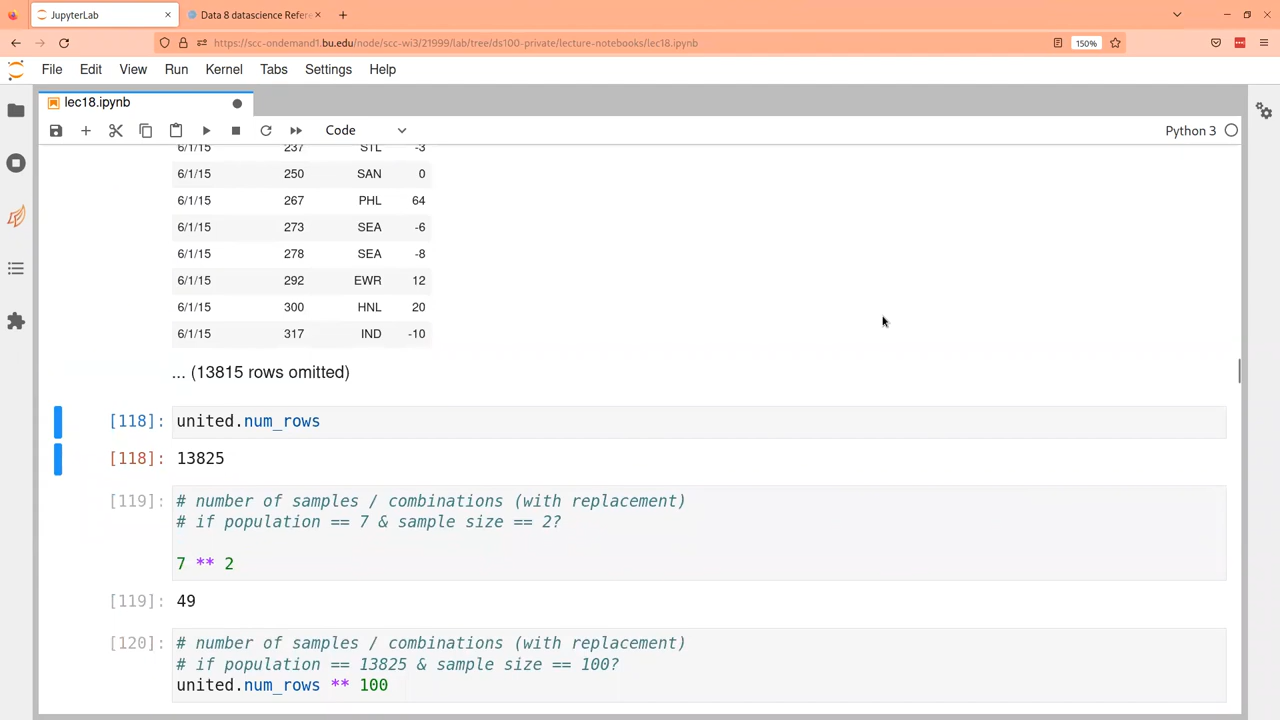 JupyterLab
Data 8 datascience Refere
https://scc-ondemand1.bu.edu/node/scc-wi3/21999/lab/tree/ds100-private/lecture-notebooks/lec18.ipynb
150%
File Edit View Run Kernel Tabs Settings Help
lec18.ipynb
Code
Python 3
6/1/15 237 STL -3
6/1/15 250 SAN 0
6/1/15 267 PHL 64
6/1/15 273 SEA -6
6/1/15 278 SEA -8
6/1/15 292 EWR 12
6/1/15 300 HNL 20
6/1/15 317 IND -10
... (13815 rows omitted)
[118]: united.num_rows
[118]: 13825
[119]: # number of samples / combinations (with replacement)
# if population == 7 & sample size == 2?
7 ** 2
[119]: 49
[120]: # number of samples / combinations (with replacement)
# if population == 13825 & sample size == 100?
united.num_rows ** 100